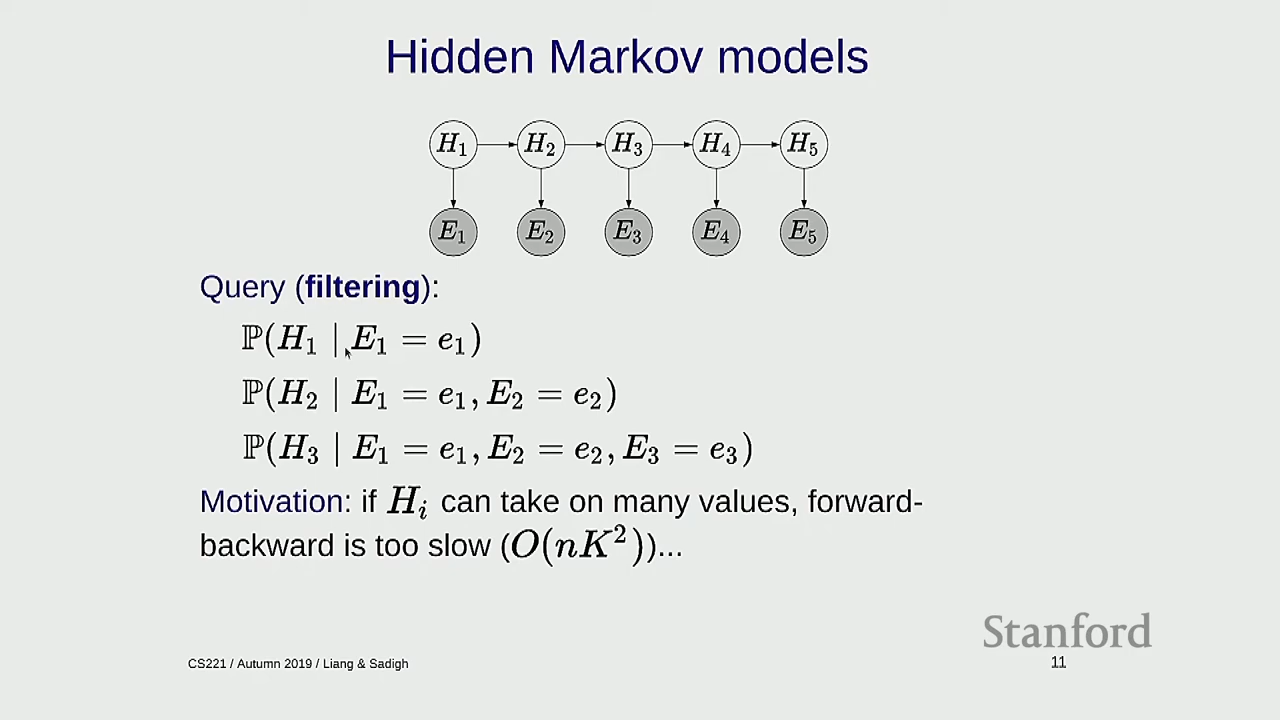 Hidden Markov models
H₁ H₂ H₃ H₄ H₅
E₁ E₂ E₃ E₄ E₅
Query (filtering):
ℙ(H₁ | E₁ = e₁)
ℙ(H₂ | E₁ = e₁, E₂ = e₂)
ℙ(H₃ | E₁ = e₁, E₂ = e₂, E₃ = e₃)
Motivation: if Hᵢ can take on many values, forward-
backward is too slow (O(nK²))...
Stanford
CS221 / Autumn 2019 / Liang & Sadigh
11